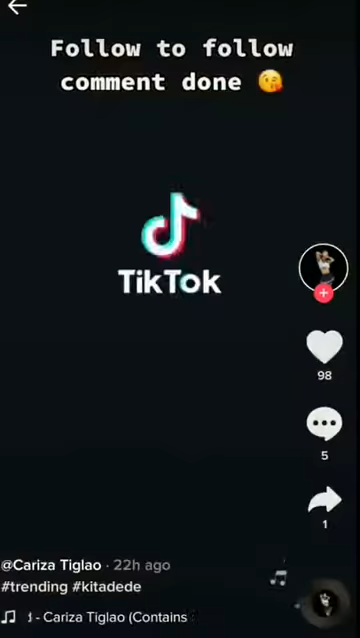 Follow to follow
comment done 😘
TikTok
98
5
1
@Cariza Tiglao · 22h ago
#trending #kitadede
- Cariza Tiglao (Contains